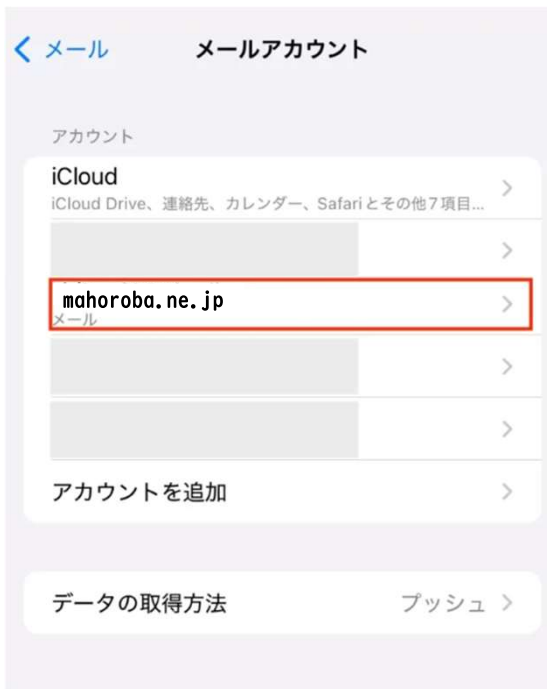 メール
メールアカウント
アカウント
iCloud
iCloud Drive、連絡先、カレンダー、Safariとその他7項目...
mahoroba.ne.jp
メール
アカウントを追加
データの取得方法 プッシュ